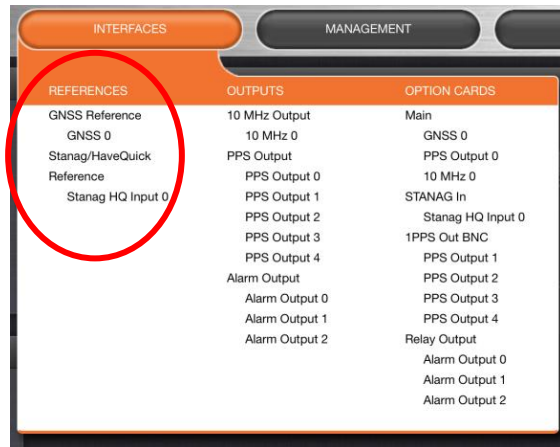 INTERFACES
MANAGEMENT
REFERENCES
GNSS Reference
GNSS 0
Stanag/HaveQuick
Reference
Stanag HQ Input 0
OUTPUTS
10 MHz Output
10 MHz 0
PPS Output
PPS Output 0
PPS Output 1
PPS Output 2
PPS Output 3
PPS Output 4
Alarm Output
Alarm Output 0
Alarm Output 1
Alarm Output 2
OPTION CARDS
Main
GNSS 0
PPS Output 0
10 MHz 0
STANAG In
Stanag HQ Input 0
1PPS Out BNC
PPS Output 1
PPS Output 2
PPS Output 3
PPS Output 4
Relay Output
Alarm Output 0
Alarm Output 1
Alarm Output 2